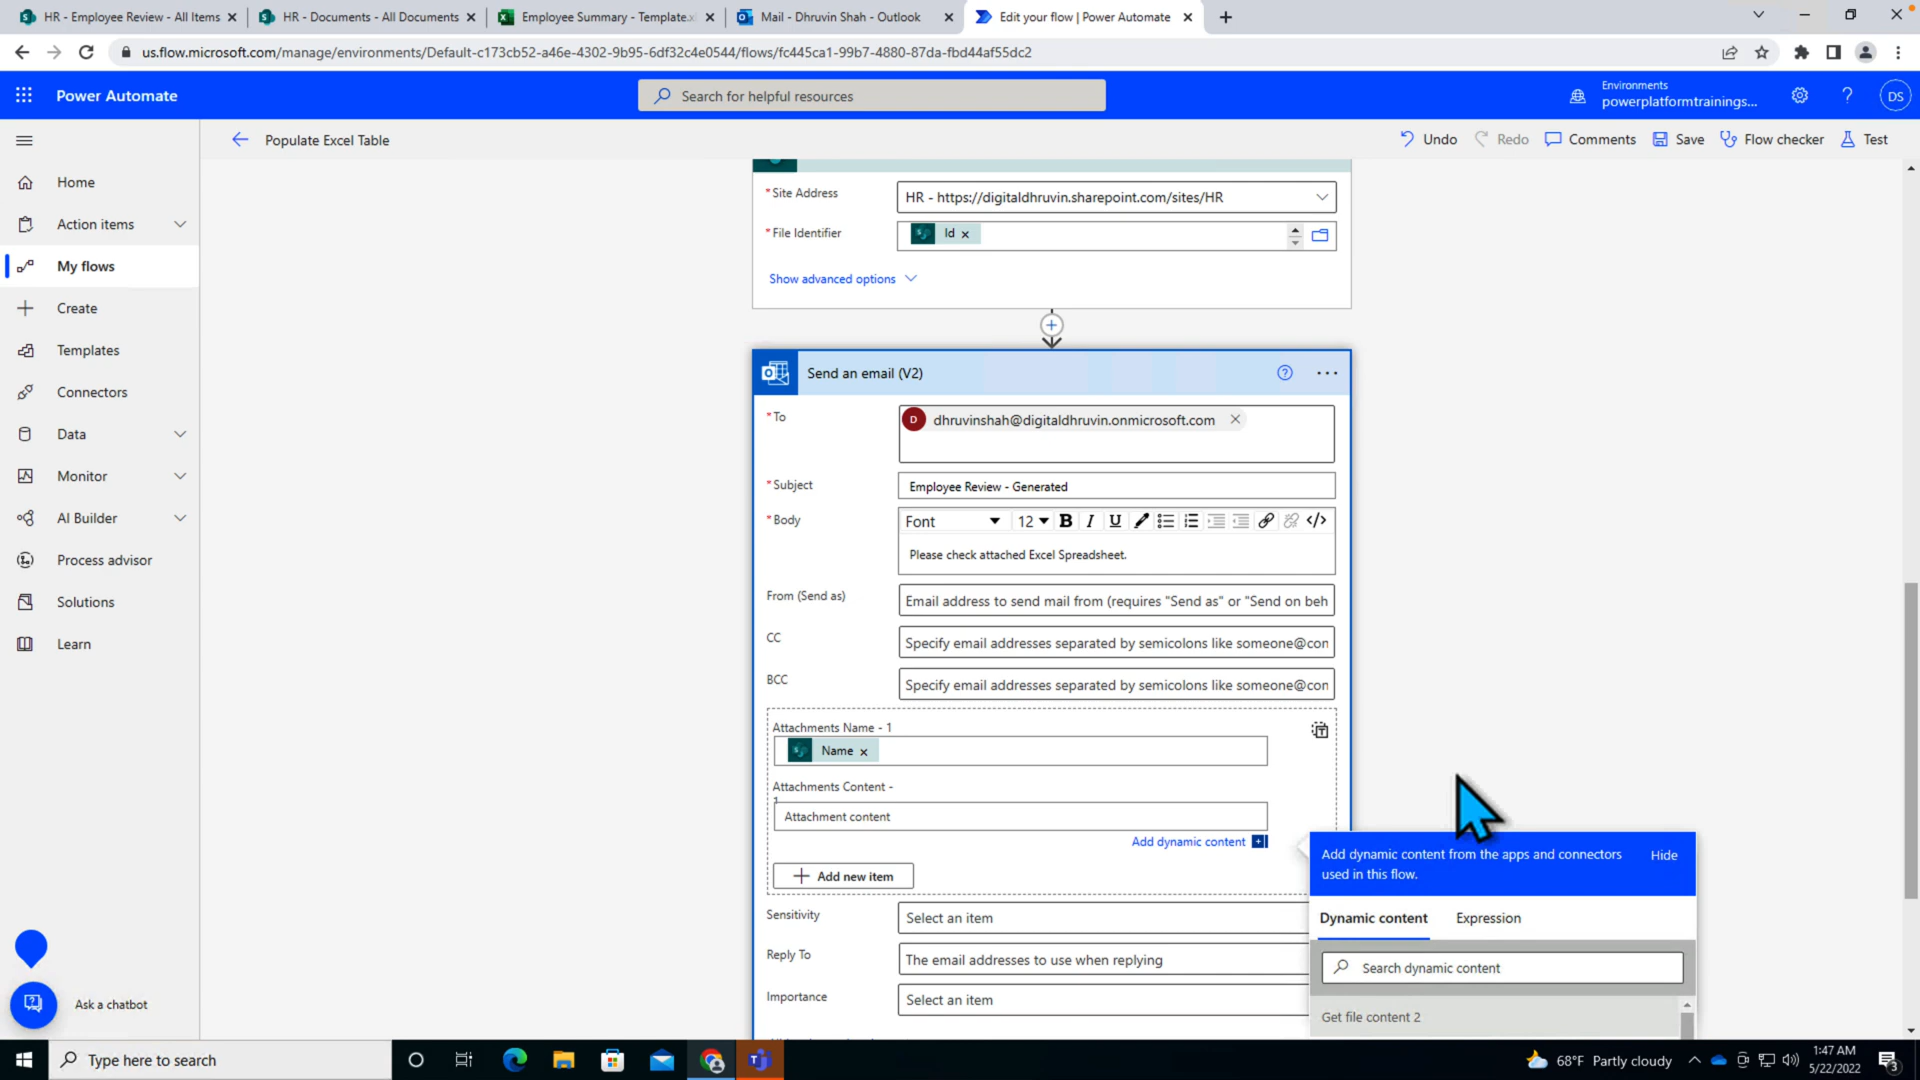 HR - Employee Review - All Items
HR - Documents - All Documents
Employee Summary - Template.x
Mail - Dhruvin Shah - Outlook
Edit your flow | Power Automate
us.flow.microsoft.com/manage/environments/Default-c173cb52-a46e-4302-9b95-6df32c4e0544/flows/fc445ca1-99b7-4880-87da-fbd44af55dc2
Power Automate
Search for helpful resources
Environments
powerplatformtrainings...
DS
Populate Excel Table
Undo
Redo
Comments
Save
Flow checker
Test
Home
Action items
My flows
Create
Templates
Connectors
Data
Monitor
AI Builder
Process advisor
Solutions
Learn
Ask a chatbot
* Site Address
HR - https://digitaldhruvin.sharepoint.com/sites/HR
* File Identifier
Id
Show advanced options
Send an email (V2)
* To
D
dhruvinshah@digitaldhruvin.onmicrosoft.com
* Subject
Employee Review - Generated
* Body
Font
12
B
I
U
</>
Please check attached Excel Spreadsheet.
From (Send as)
Email address to send mail from (requires "Send as" or "Send on beh
CC
Specify email addresses separated by semicolons like someone@con
BCC
Specify email addresses separated by semicolons like someone@con
Attachments Name - 1
Name
Attachments Content -
1
Attachment content
Add dynamic content
Add new item
Sensitivity
Select an item
Reply To
The email addresses to use when replying
Importance
Select an item
Add dynamic content from the apps and connectors
used in this flow.
Hide
Dynamic content
Expression
Search dynamic content
Get file content 2
Type here to search
68°F Partly cloudy
1:47 AM
5/22/2022
3